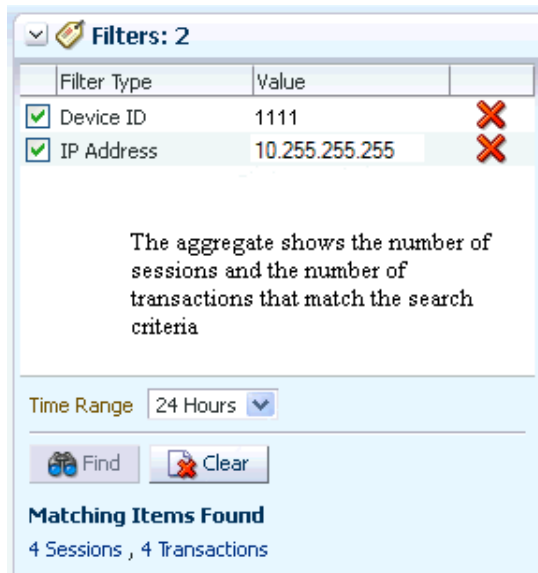 Filters: 2
Filter Type Value
Device ID 1111
IP Address 10.255.255.255
The aggregate shows the number of
sessions and the number of
transactions that match the search
criteria
Time Range 24 Hours
Find Clear
Matching Items Found
4 Sessions , 4 Transactions